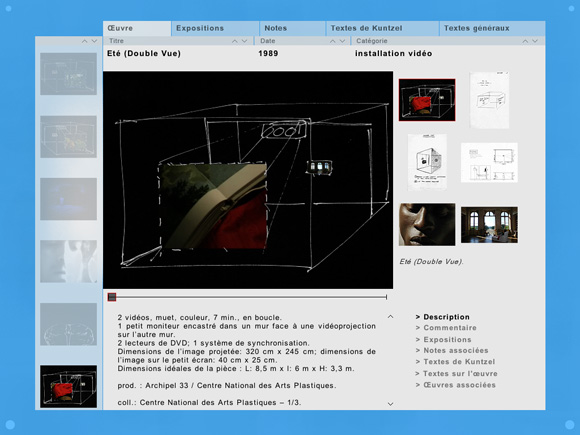 Œuvre Expositions Notes Textes de Kuntzel Textes généraux
Titre Date Catégorie
Eté (Double Vue) 1989 installation vidéo
Eté (Double Vue).
2 vidéos, muet, couleur, 7 min., en boucle.
1 petit moniteur encastré dans un mur face à une vidéoprojection
sur l'autre mur.
2 lecteurs de DVD; 1 système de synchronisation.
Dimensions de l'image projetée: 320 cm x 245 cm; dimensions de
l'image sur le petit écran: 40 cm x 25 cm.
Dimensions idéales de la pièce : L: 8,5 m x l: 6 m x H: 3,3 m.
prod. : Archipel 33 / Centre National des Arts Plastiques.
coll.: Centre National des Arts Plastiques – 1/3.
> Description
> Commentaire
> Expositions
> Notes associées
> Textes de Kuntzel
> Textes sur l'œuvre
> Œuvres associées